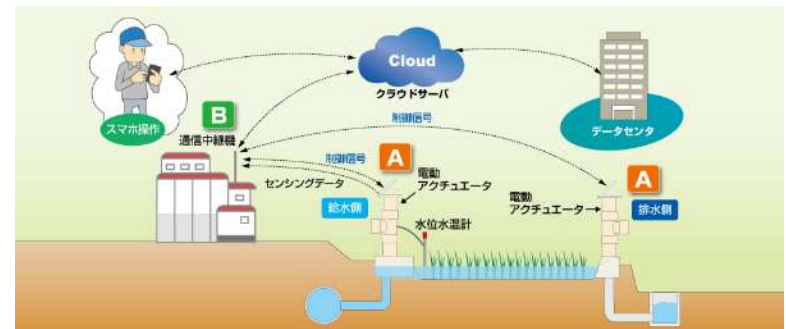 Cloud
クラウドサーバ
スマホ操作
B
通信中継機
制御信号
データセンタ
制御信号
センシングデータ
A
電動
アクチュエータ
給水側
水位水温計
A
電動
アクチュエーター
排水側